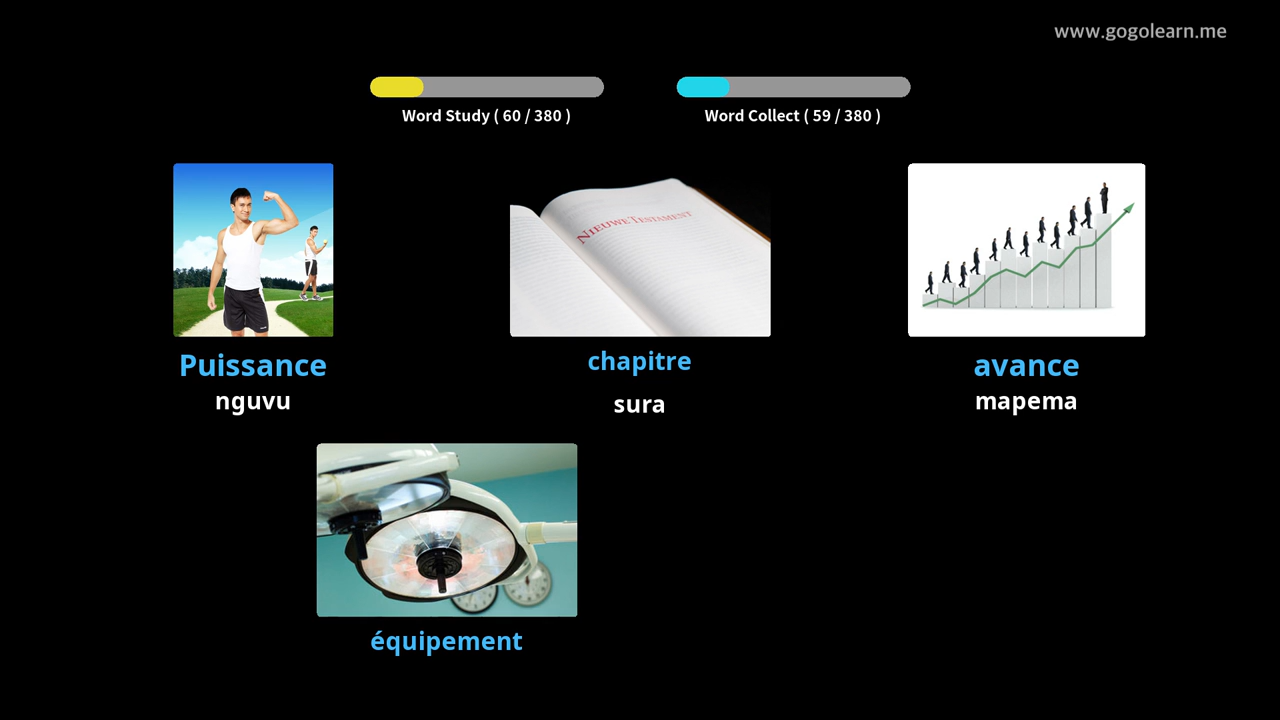 www.gogolearn.me
Word Study ( 60 / 380 )
Word Collect ( 59 / 380 )
NIEUWE TESTAMENT
Puissance
nguvu
chapitre
sura
avance
mapema
équipement